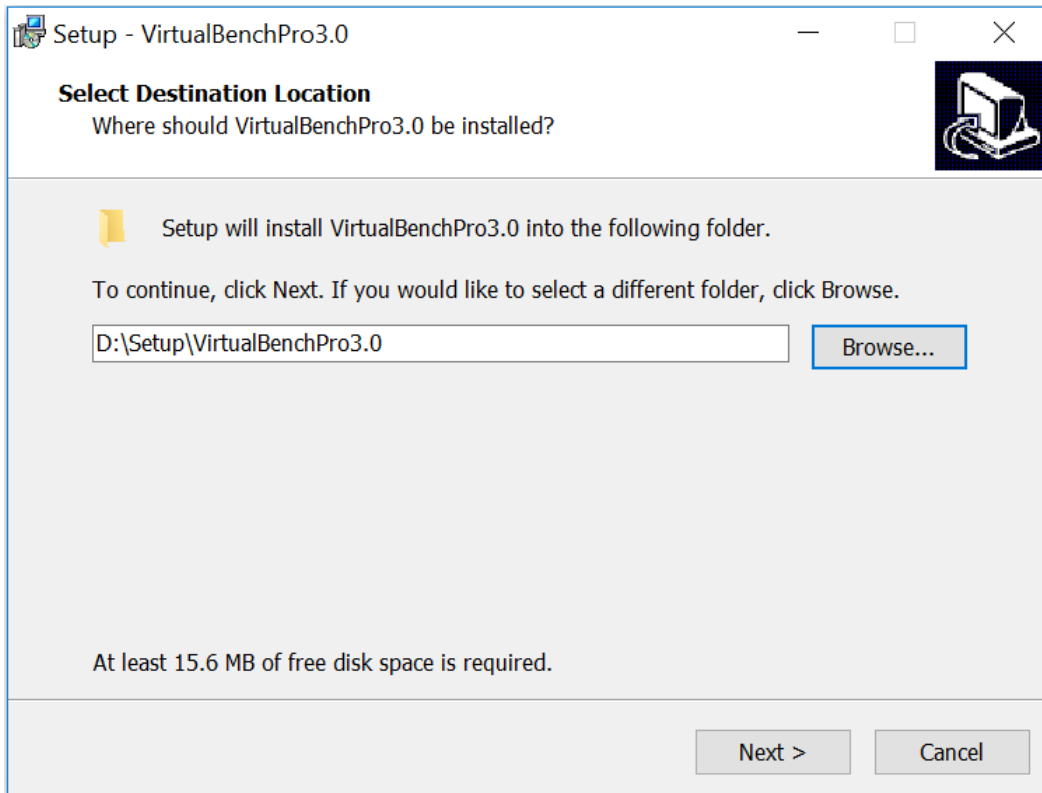 Setup - VirtualBenchPro3.0
Select Destination Location
Where should VirtualBenchPro3.0 be installed?
Setup will install VirtualBenchPro3.0 into the following folder.
To continue, click Next. If you would like to select a different folder, click Browse.
D:\Setup\VirtualBenchPro3.0
Browse...
At least 15.6 MB of free disk space is required.
Next >
Cancel